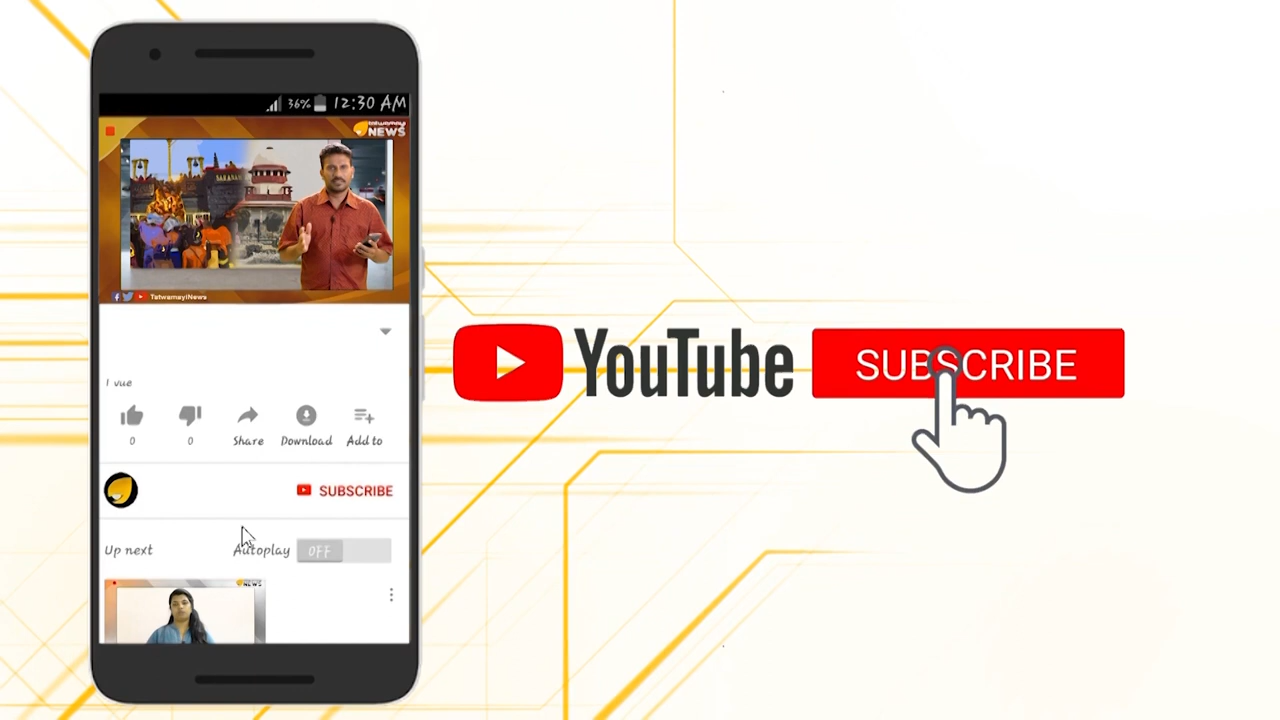 36% 12:30 AM
tatwamayi
NEWS
TatwamayiNews
1 vue
0 0 Share Download Add to
SUBSCRIBE
Up next Autoplay OFF
NEWS
YouTube SUBSCRIBE